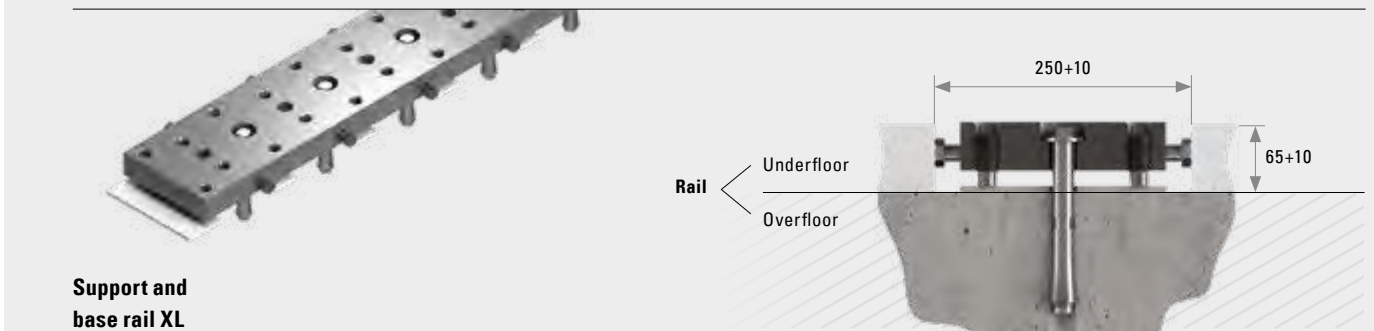 250+10
65+10
Rail
Underfloor
Overfloor
Support and
base rail XL